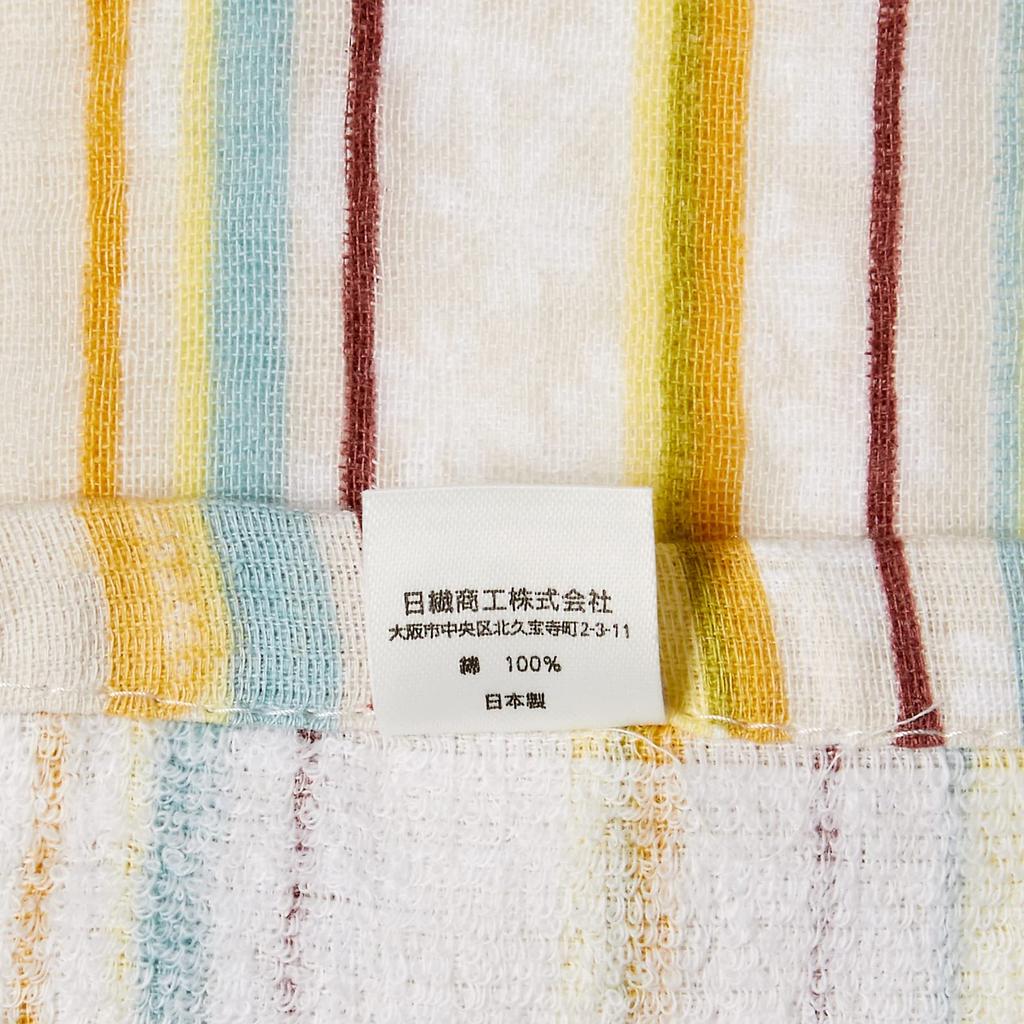 日繊商工株式会社
大阪市中央区北久宝寺町2-3-11
綿 100%
日本製